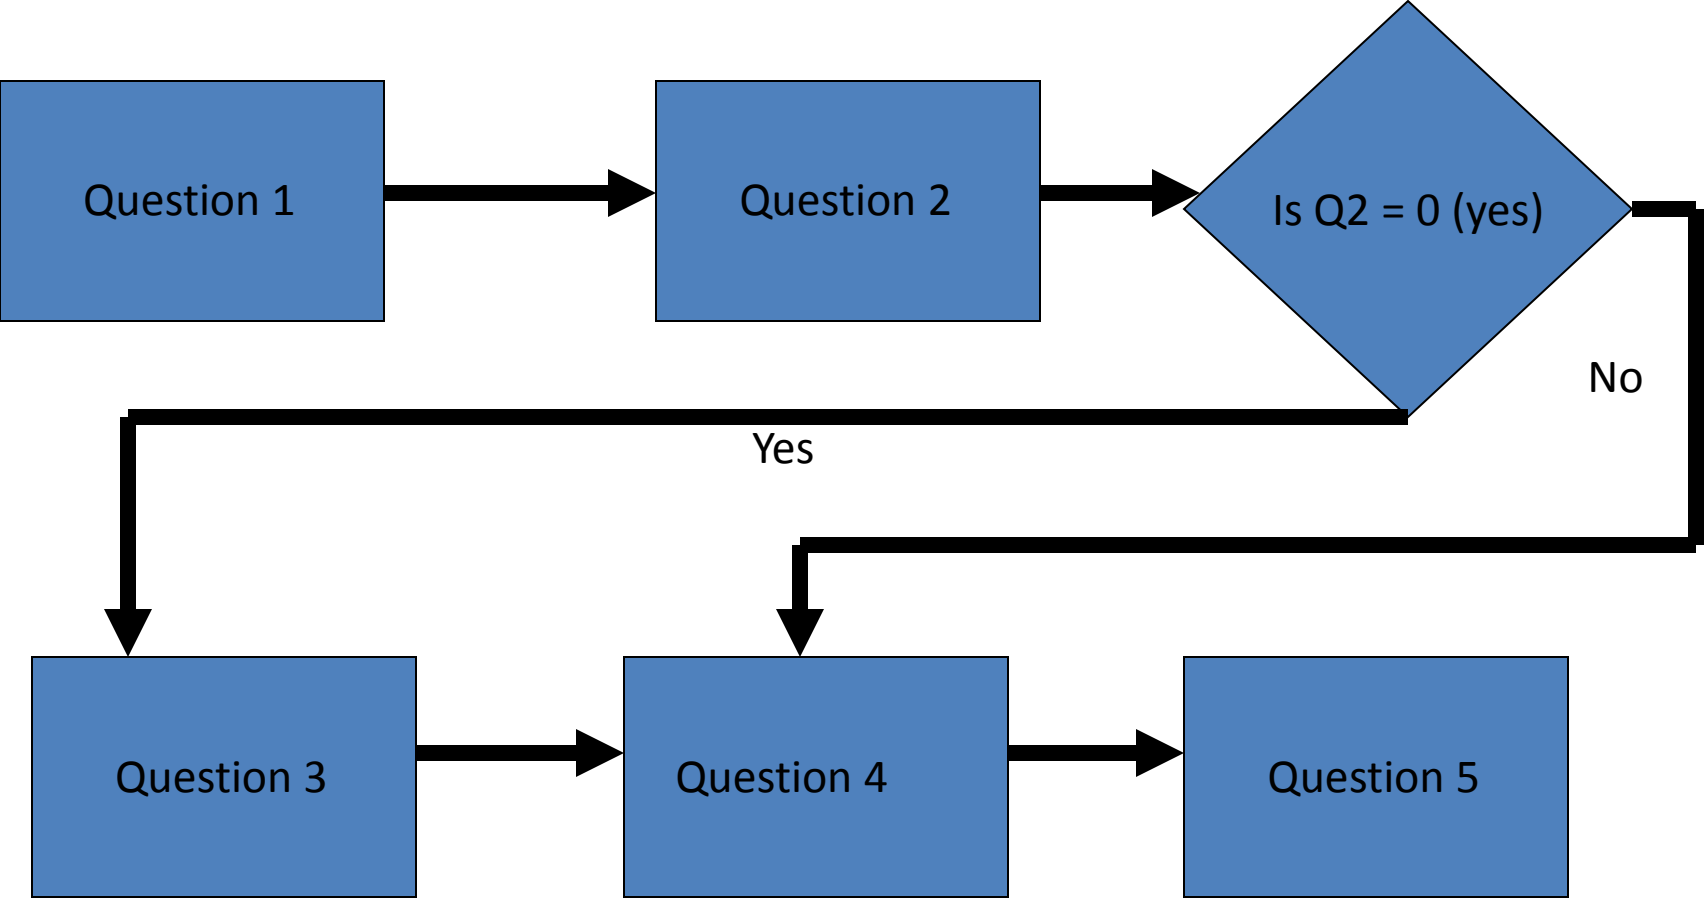 Question 1
Question 2
Is Q2 = 0 (yes)
No
Yes
Question 3
Question 4
Question 5